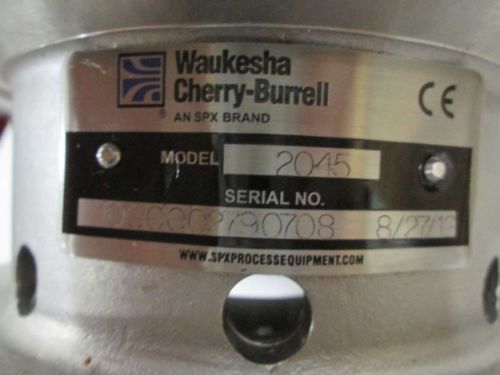 Waukesha
Cherry-Burrell
® AN SPX BRAND
CE
MODEL 2045
SERIAL NO.
WWW.SPXPROCESSEQUIPMENT.COM